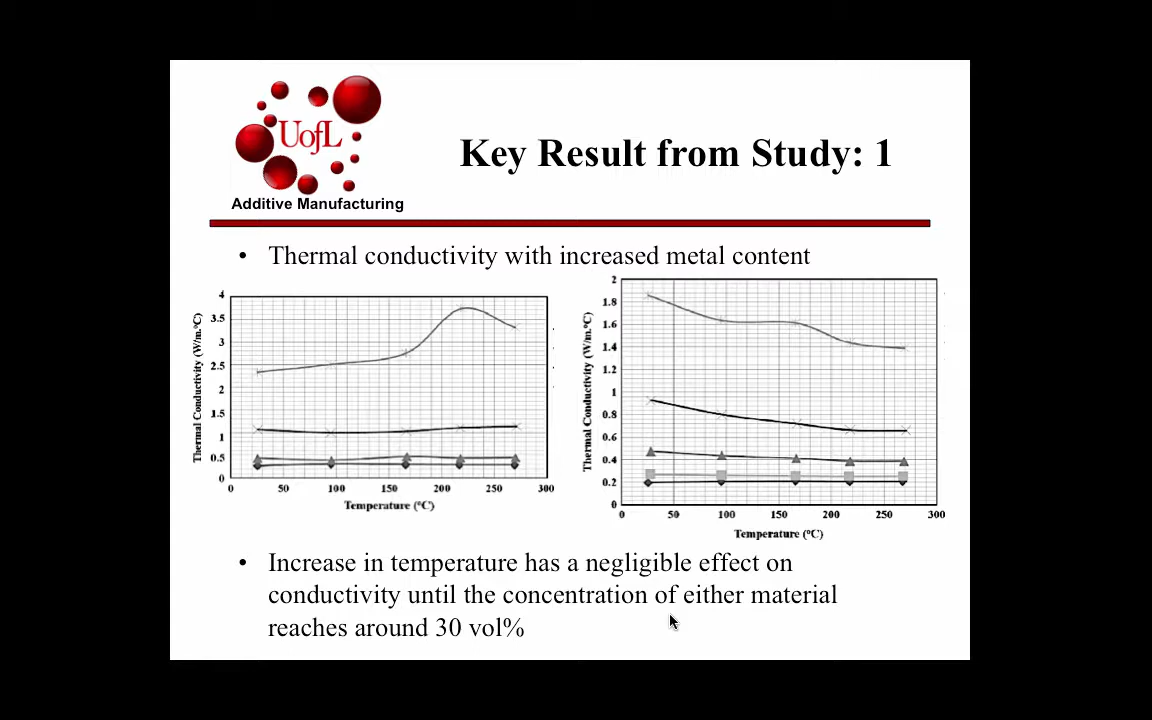 UofL
Additive Manufacturing
Key Result from Study: 1
• Thermal conductivity with increased metal content
4
3.5
3
2.5
2
1.5
1
0.5
0
Thermal Conductivity (W/m.°C)
0 50 100 150 200 250 300
Temperature (°C)
2
1.8
1.6
1.4
1.2
1
0.8
0.6
0.4
0.2
0
Thermal Conductivity (W/m.°C)
0 50 100 150 200 250 300
Temperature (°C)
• Increase in temperature has a negligible effect on
conductivity until the concentration of either material
reaches around 30 vol%